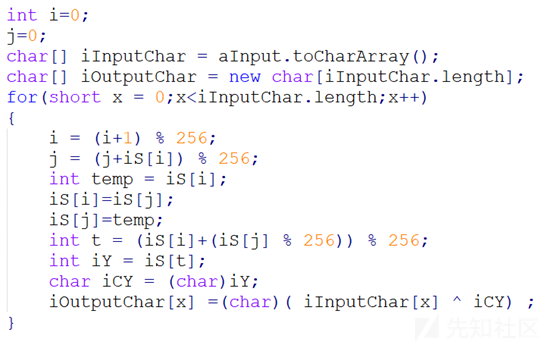 int i=0;
j=0;
char[] iInputChar = aInput.toCharArray();
char[] iOutputChar = new char[iInputChar.length];
for(short x = 0;x<iInputChar.length;x++)
{
    i = (i+1) % 256;
    j = (j+iS[i]) % 256;
    int temp = iS[i];
    iS[i]=iS[j];
    iS[j]=temp;
    int t = (iS[i]+(iS[j] % 256)) % 256;
    int iY = iS[t];
    char iCY = (char)iY;
    iOutputChar[x] =(char)( iInputChar[x] ^ iCY) ;
}
先知社区